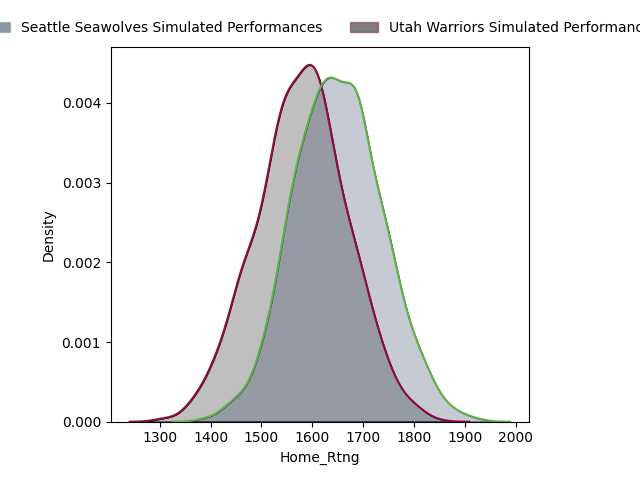 Seattle Seawolves Simulated Performances
Utah Warriors Simulated
Density
0.004
0.003
0.002
0.001
0.000
1300 1400 1500 1600 1700 1800 1900 2000
Home_Rtng